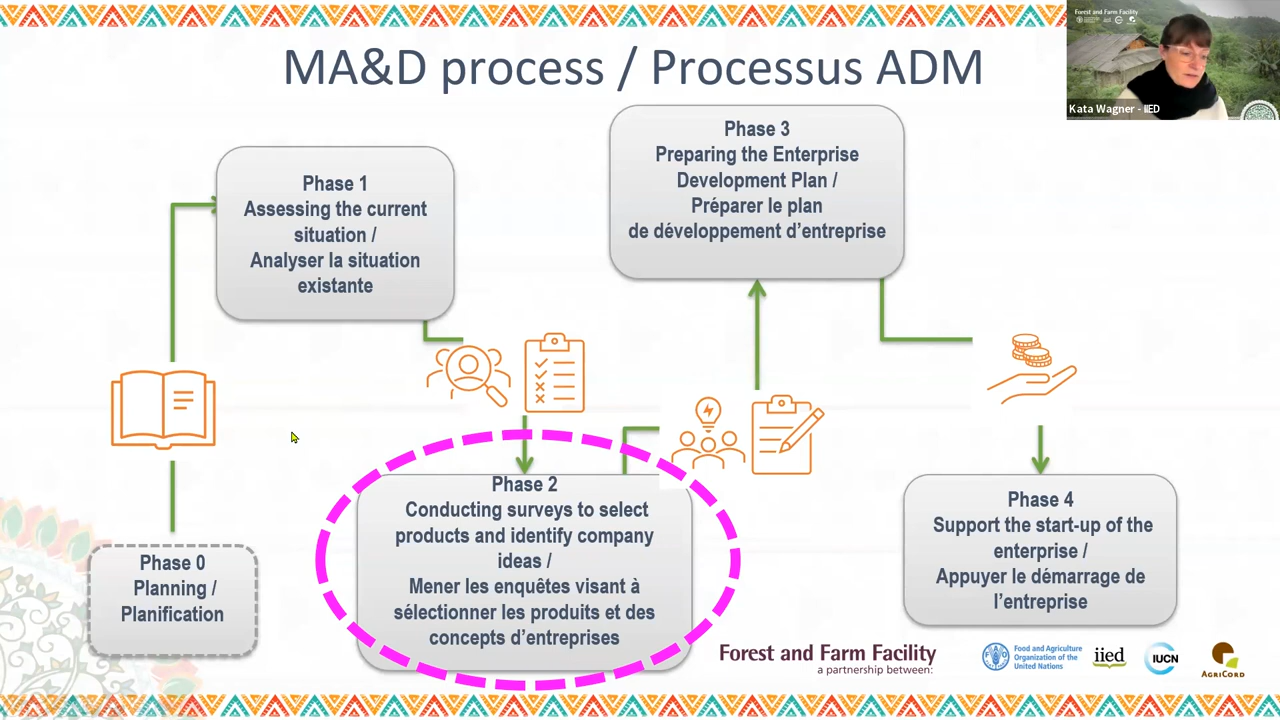 MA&D process / Processus ADM
Forest and Farm Facility
Kata Wagner - IIED
Phase 1
Assessing the current
situation /
Analyser la situation
existante
Phase 3
Preparing the Enterprise
Development Plan /
Préparer le plan
de développement d’entreprise
Phase 0
Planning /
Planification
Phase 2
Conducting surveys to select
products and identify company
ideas /
Mener les enquêtes visant à
sélectionner les produits et des
concepts d’entreprises
Phase 4
Support the start-up of the
enterprise /
Appuyer le démarrage de
l’entreprise
Forest and Farm Facility
a partnership between:
Food and Agriculture
Organization of the
United Nations
iied
IUCN
AGRICORD